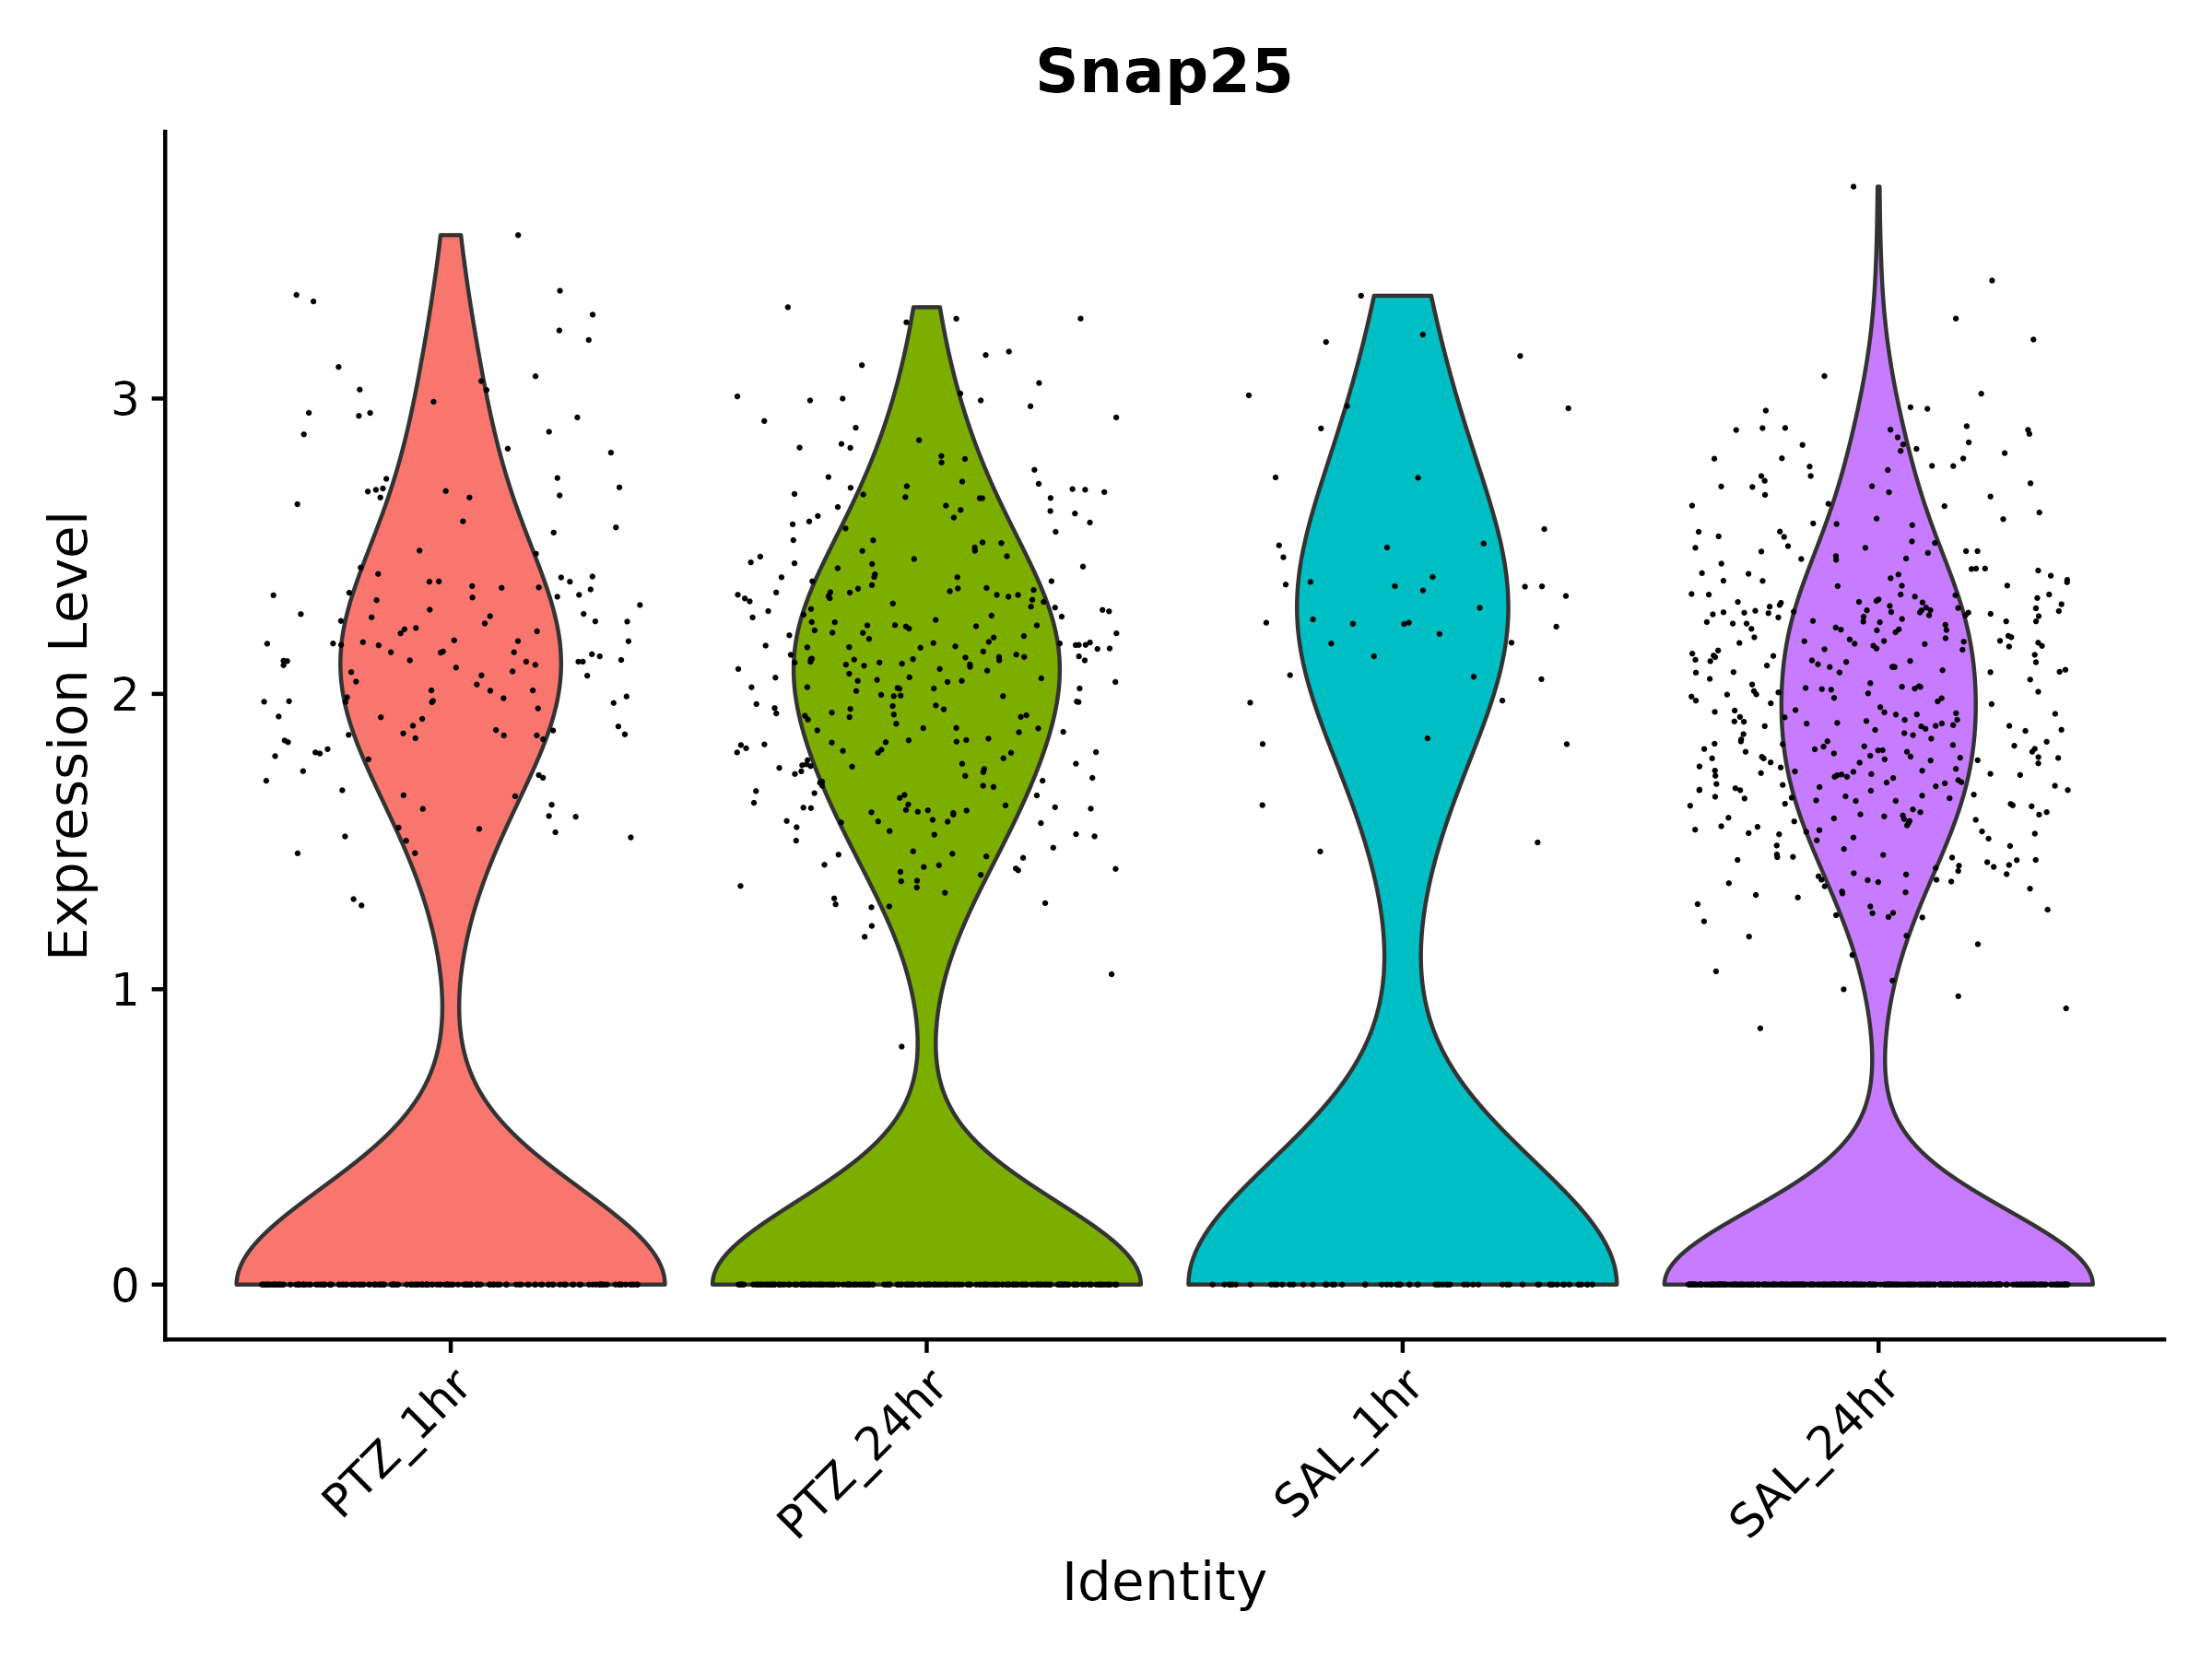 Snap25
Expression Level
3
2
1
0
PTZ_1hr
PTZ_24hr
SAL_1hr
SAL_24hr
Identity